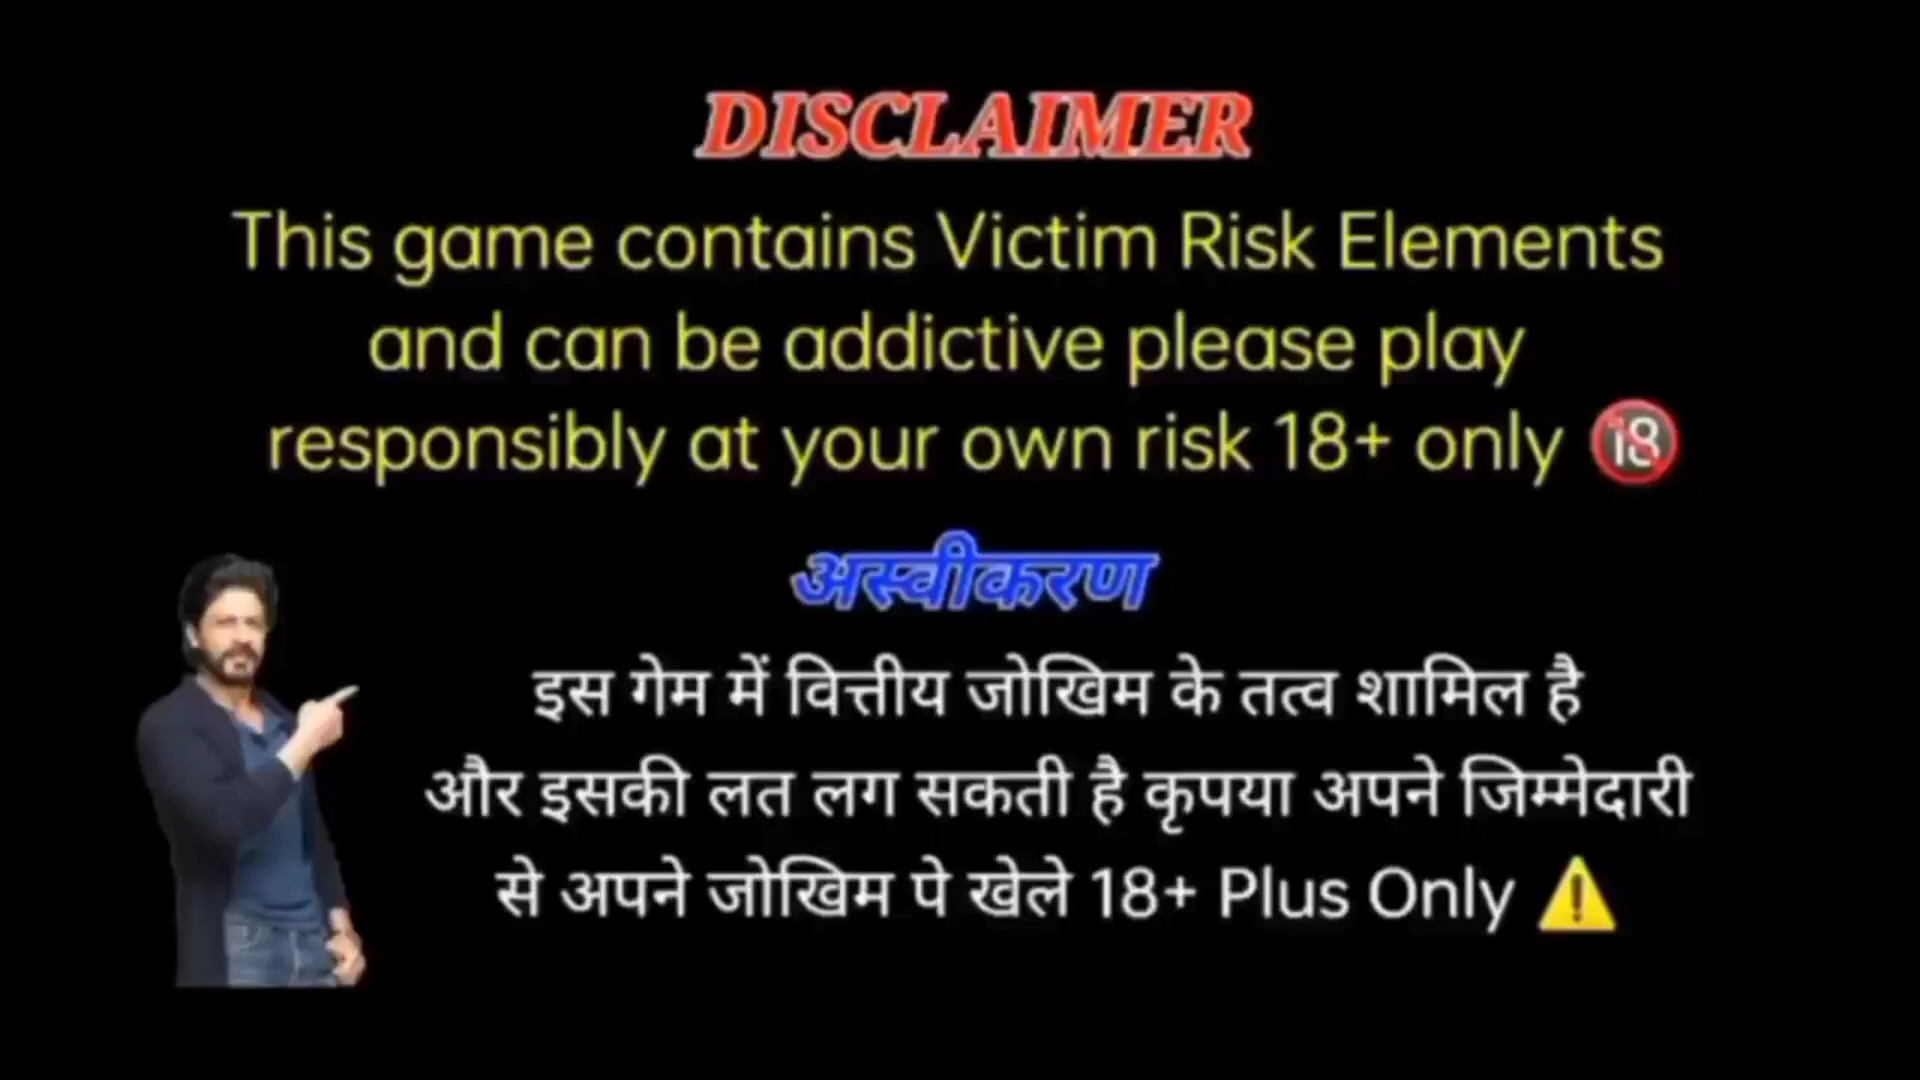 DISCLAIMER
This game contains Victim Risk Elements
and can be addictive please play
responsibly at your own risk 18+ only 🔞
अस्वीकरण
इस गेम में वित्तीय जोखिम के तत्व शामिल है
और इसकी लत लग सकती है कृपया अपने जिम्मेदारी
से अपने जोखिम पे खेले 18+ Plus Only ⚠️